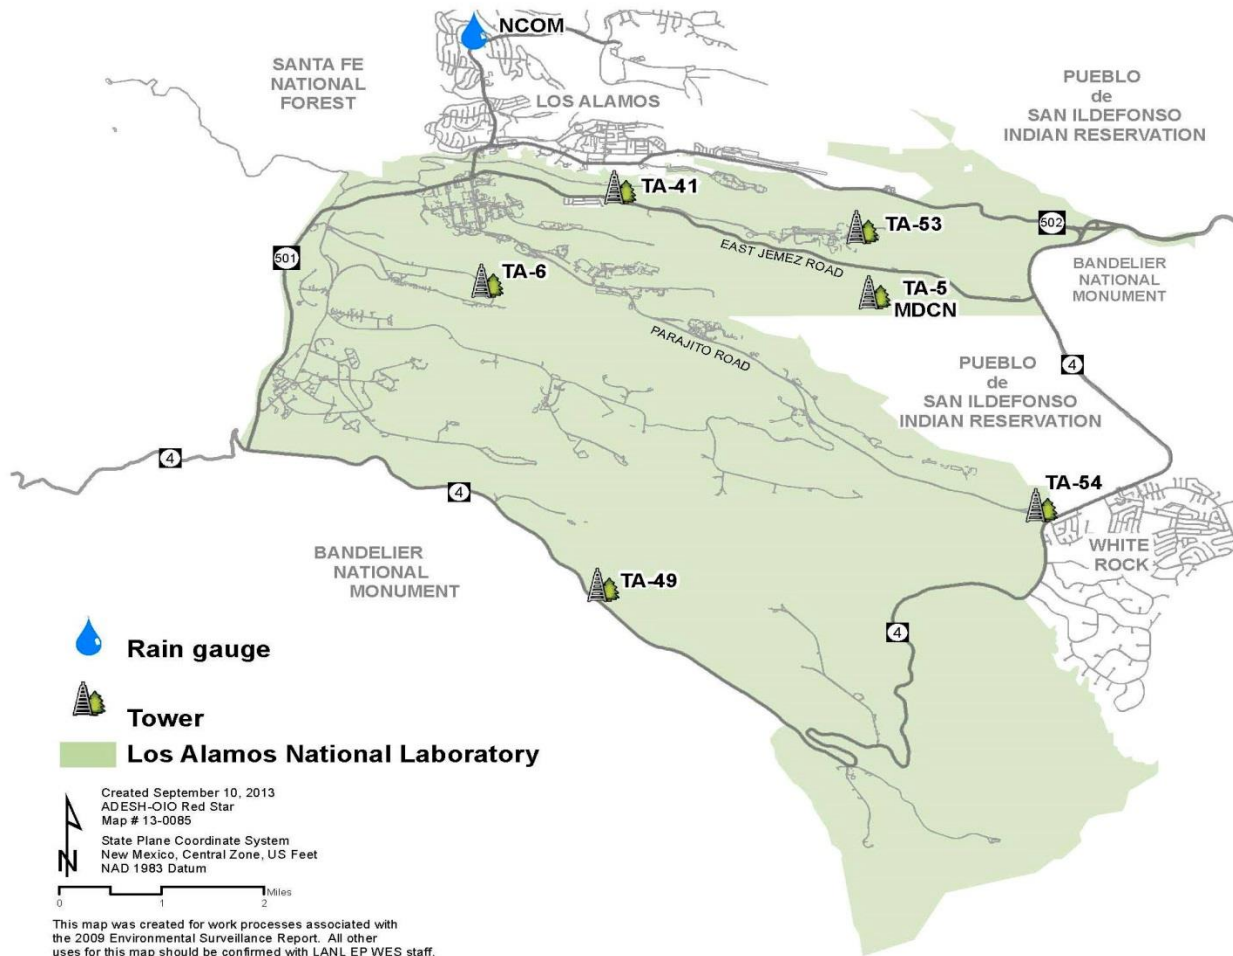 NCOM
SANTA FE
NATIONAL
FOREST
LOS ALAMOS
PUEBLO
de
SAN ILDEFONSO
INDIAN RESERVATION
TA-41
TA-53
502
EAST JEMEZ ROAD
501
TA-6
TA-5
MDCN
BANDELIER
NATIONAL
MONUMENT
PARAJITO ROAD
PUEBLO
de
SAN ILDEFONSO
INDIAN RESERVATION
4
4
4
TA-54
WHITE
ROCK
BANDELIER
NATIONAL
MONUMENT
TA-49
4
Rain gauge
Tower
Los Alamos National Laboratory
Created September 10, 2013
ADESH-OIO Red Star
Map # 13-0085
State Plane Coordinate System
New Mexico, Central Zone, US Feet
NAD 1983 Datum
N
Miles
0 1 2
This map was created for work processes associated with
the 2009 Environmental Surveillance Report. All other
uses for this map should be confirmed with LANL EP WES staff.